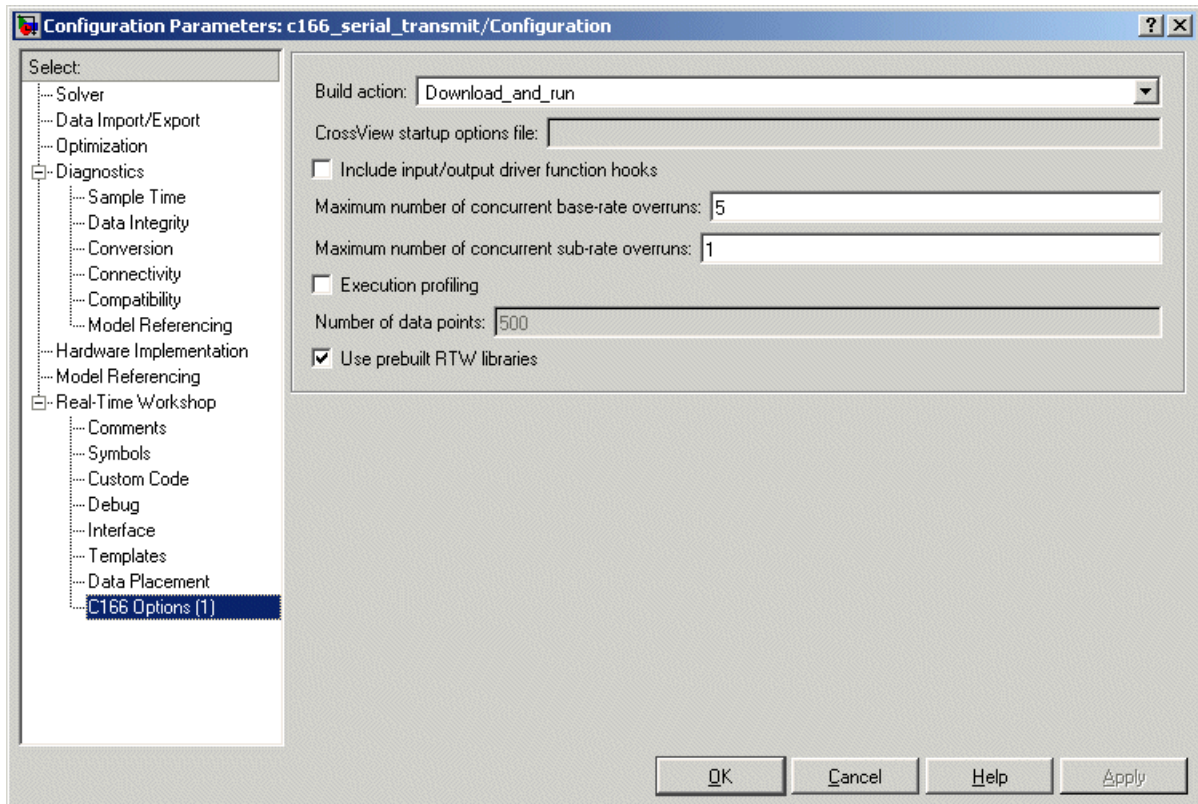 Configuration Parameters: c166_serial_transmit/Configuration
Select:
Solver
Data Import/Export
Optimization
Diagnostics
Sample Time
Data Integrity
Conversion
Connectivity
Compatibility
Model Referencing
Hardware Implementation
Model Referencing
Real-Time Workshop
Comments
Symbols
Custom Code
Debug
Interface
Templates
Data Placement
C166 Options (1)
Build action: Download_and_run
CrossView startup options file:
Include input/output driver function hooks
Maximum number of concurrent base-rate overruns: 5
Maximum number of concurrent sub-rate overruns: 1
Execution profiling
Number of data points: 500
Use prebuilt RTW libraries
OK Cancel Help Apply